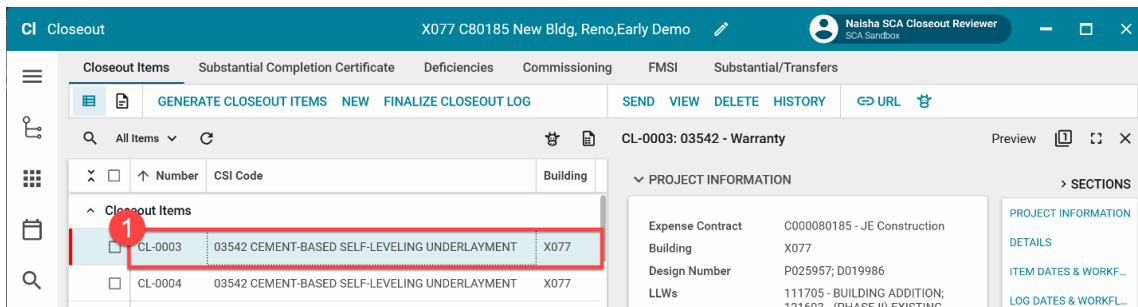 Cl Closeout
X077 C80185 New Bldg, Reno,Early Demo
Naisha SCA Closeout Reviewer
SCA Sandbox
Closeout Items Substantial Completion Certificate Deficiencies Commissioning FMSI Substantial/Transfers
GENERATE CLOSEOUT ITEMS NEW FINALIZE CLOSEOUT LOG
SEND VIEW DELETE HISTORY URL
All Items
CL-0003: 03542 - Warranty
Preview 1
Number CSI Code Building
PROJECT INFORMATION
SECTIONS
Closeout Items
1
CL-0003 03542 CEMENT-BASED SELF-LEVELING UNDERLAYMENT X077
CL-0004 03542 CEMENT-BASED SELF-LEVELING UNDERLAYMENT X077
Expense Contract C000080185 - JE Construction
Building X077
Design Number P025957; D019986
LLWs 111705 - BUILDING ADDITION;
121603 - (PHASE II) EXISTING
PROJECT INFORMATION
DETAILS
ITEM DATES & WORKF...
LOG DATES & WORKFL...